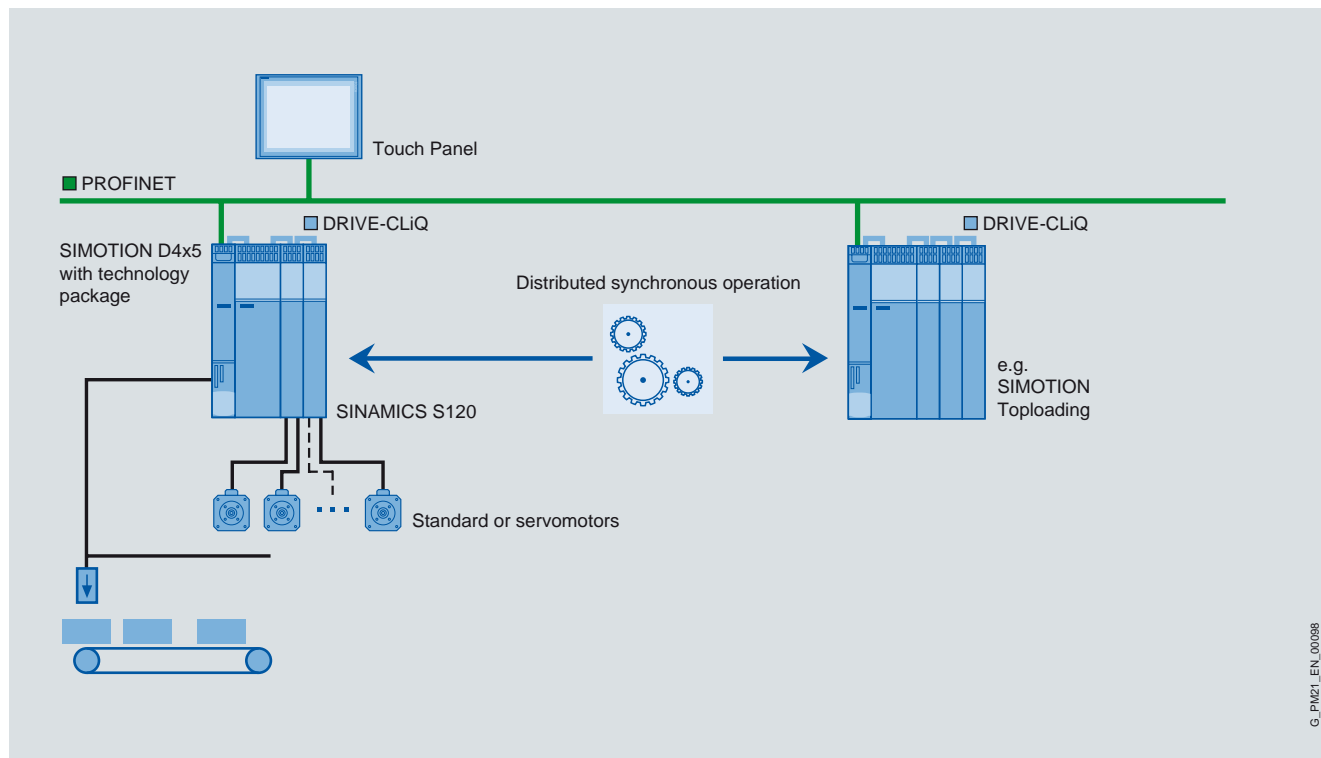 Touch Panel
PROFINET
DRIVE-CLiQ
DRIVE-CLiQ
SIMOTION D4x5
with technology
package
Distributed synchronous operation
e.g.
SIMOTION
Toploading
SINAMICS S120
Standard or servomotors
G_PM21_EN_00098